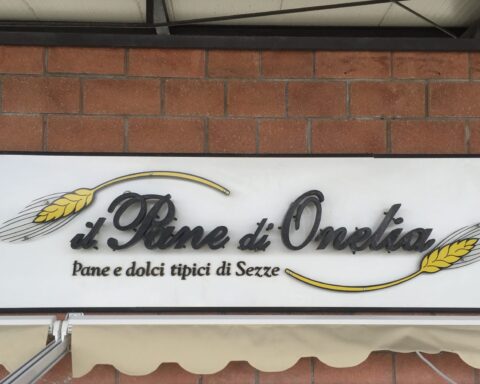 il Pane di Onelia
Pane e dolci tipici di Sezze